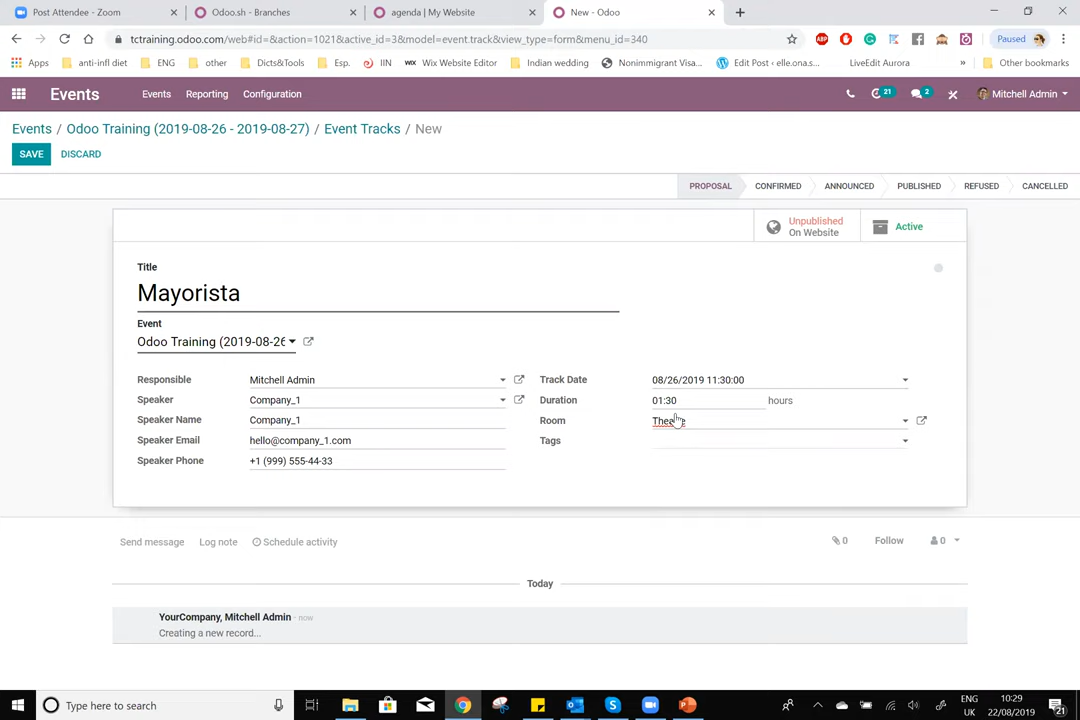 Post Attendee - Zoom
Odoo.sh - Branches
agenda | My Website
New - Odoo
tctraining.odoo.com/web#id=&action=1021&active_id=3&model=event.track&view_type=form&menu_id=340
ABP
Paused
Apps
anti-infl diet
ENG
other
Dicts&Tools
Esp.
IIN
WIX Wix Website Editor
Indian wedding
Nonimmigrant Visa...
Edit Post ‹ elle.ona.s...
LiveEdit Aurora
»
Other bookmarks
Events
Events
Reporting
Configuration
21
2
Mitchell Admin
Events / Odoo Training (2019-08-26 - 2019-08-27) / Event Tracks / New
SAVE
DISCARD
PROPOSAL
CONFIRMED
ANNOUNCED
PUBLISHED
REFUSED
CANCELLED
Unpublished
On Website
Active
Title
Mayorista
Event
Odoo Training (2019-08-26
Responsible
Mitchell Admin
Track Date
08/26/2019 11:30:00
Speaker
Company_1
Duration
01:30
hours
Speaker Name
Company_1
Room
Speaker Email
hello@company_1.com
Tags
Speaker Phone
+1 (999) 555-44-33
Send message
Log note
Schedule activity
0
Follow
0
Today
YourCompany, Mitchell Admin - now
Creating a new record...
Type here to search
ENG
UK
10:29
22/08/2019
21